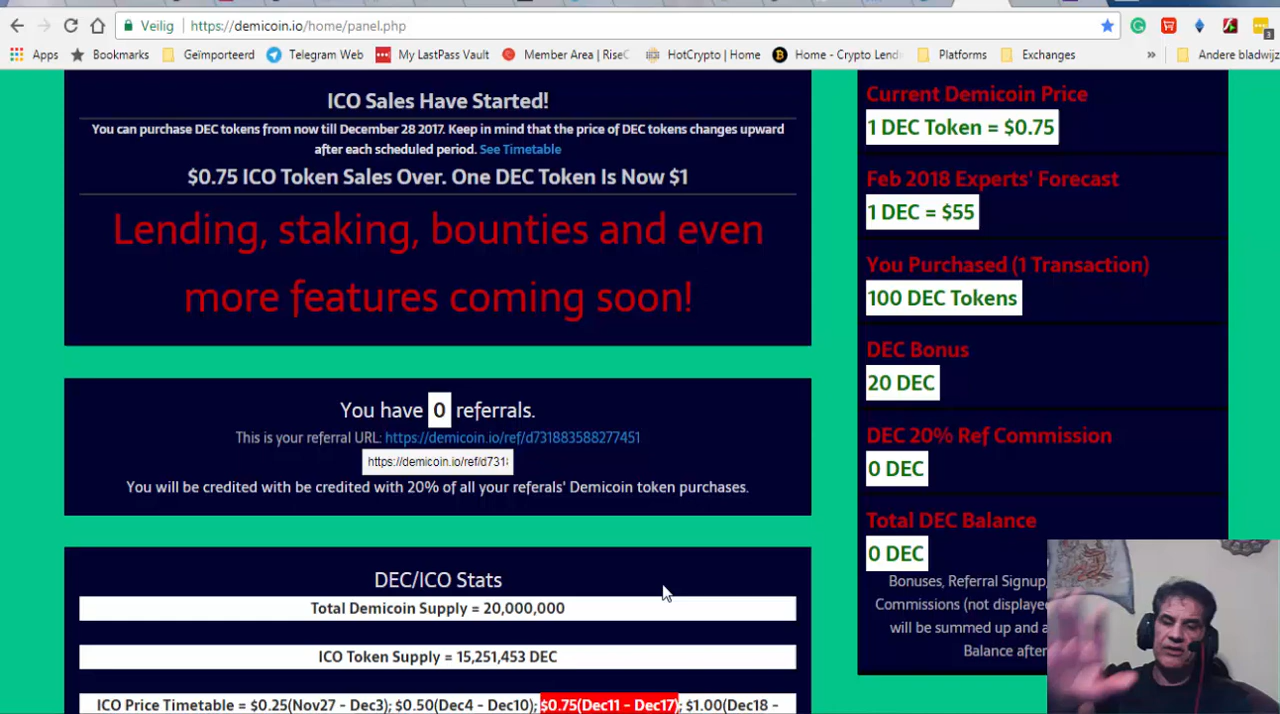 Veilig
https://demicoin.io/home/panel.php
3
Apps
Bookmarks
Geïmporteerd
Telegram Web
My LastPass Vault
Member Area | RiseC
HotCrypto | Home
Home - Crypto Lendi
Platforms
Exchanges
»
Andere bladwijz
ICO Sales Have Started!
You can purchase DEC tokens from now till December 28 2017. Keep in mind that the price of DEC tokens changes upward
after each scheduled period. See Timetable
$0.75 ICO Token Sales Over. One DEC Token Is Now $1
Lending, staking, bounties and even
more features coming soon!
You have 0 referrals.
This is your referral URL: https://demicoin.io/ref/d731883588277451
https://demicoin.io/ref/d7318
You will be credited with be credited with 20% of all your referals' Demicoin token purchases.
DEC/ICO Stats
Total Demicoin Supply = 20,000,000
ICO Token Supply = 15,251,453 DEC
ICO Price Timetable = $0.25(Nov27 - Dec3); $0.50(Dec4 - Dec10); $0.75(Dec11 - Dec17); $1.00(Dec18 -
Current Demicoin Price
1 DEC Token = $0.75
Feb 2018 Experts' Forecast
1 DEC = $55
You Purchased (1 Transaction)
100 DEC Tokens
DEC Bonus
20 DEC
DEC 20% Ref Commission
0 DEC
Total DEC Balance
0 DEC
Bonuses, Referral Signup,
Commissions (not displayed
will be summed up and a
Balance after